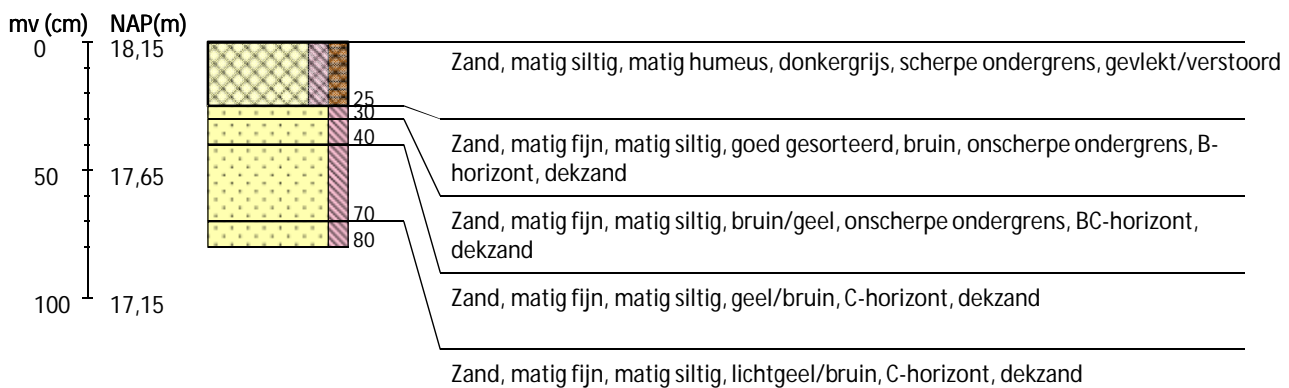 mv (cm) NAP(m)
0 18,15
Zand, matig siltig, matig humeus, donkergrijs, scherpe ondergrens, gevlekt/verstoord
25
30
Zand, matig fijn, matig siltig, goed gesorteerd, bruin, onscherpe ondergrens, B-
horizont, dekzand
40
50 17,65
Zand, matig fijn, matig siltig, bruin/geel, onscherpe ondergrens, BC-horizont,
dekzand
70
80
Zand, matig fijn, matig siltig, geel/bruin, C-horizont, dekzand
100 17,15
Zand, matig fijn, matig siltig, lichtgeel/bruin, C-horizont, dekzand